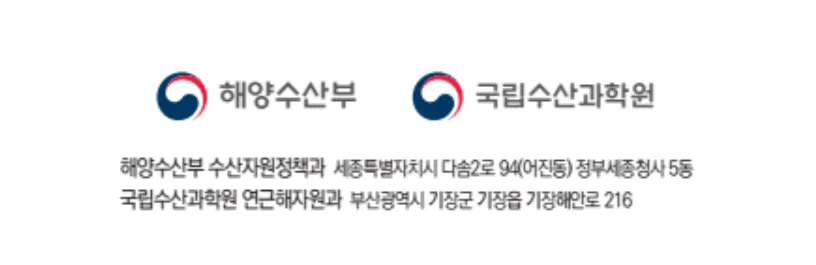 해양수산부 국립수산과학원
해양수산부 수산자원정책과 세종특별자치시 다솜2로 94(어진동) 정부세종청사 5동
국립수산과학원 연근해자원과 부산광역시 기장군 기장읍 기장해안로 216